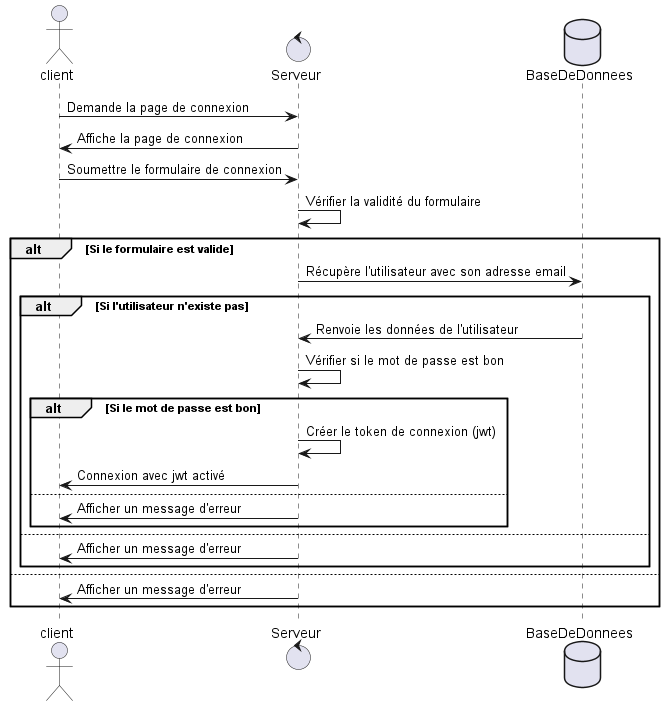 client
Serveur
BaseDeDonnees
Demande la page de connexion
Affiche la page de connexion
Soumettre le formulaire de connexion
Vérifier la validité du formulaire
alt [Si le formulaire est valide]
Récupère l'utilisateur avec son adresse email
alt [Si l'utilisateur n'existe pas]
Renvoie les données de l'utilisateur
Vérifier si le mot de passe est bon
alt [Si le mot de passe est bon]
Créer le token de connexion (jwt)
Connexion avec jwt activé
Afficher un message d'erreur
Afficher un message d'erreur
Afficher un message d'erreur
client
Serveur
BaseDeDonnees